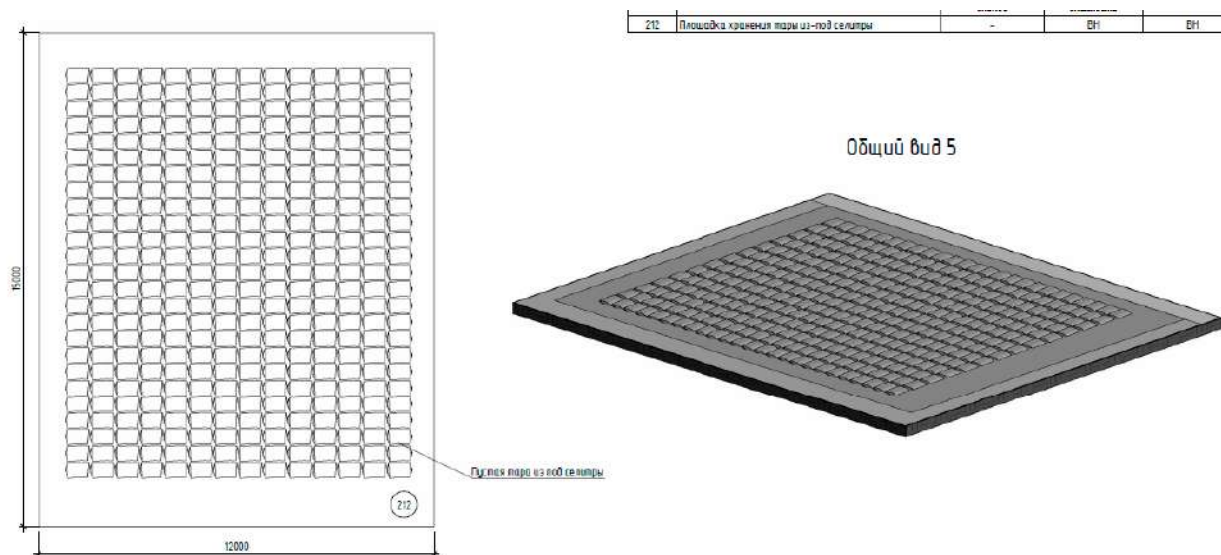 212 Площадка хранения тары из-под селитры - ВН ВН
Общий вид 5
15000
Пустая тара из под селитры
212
12000